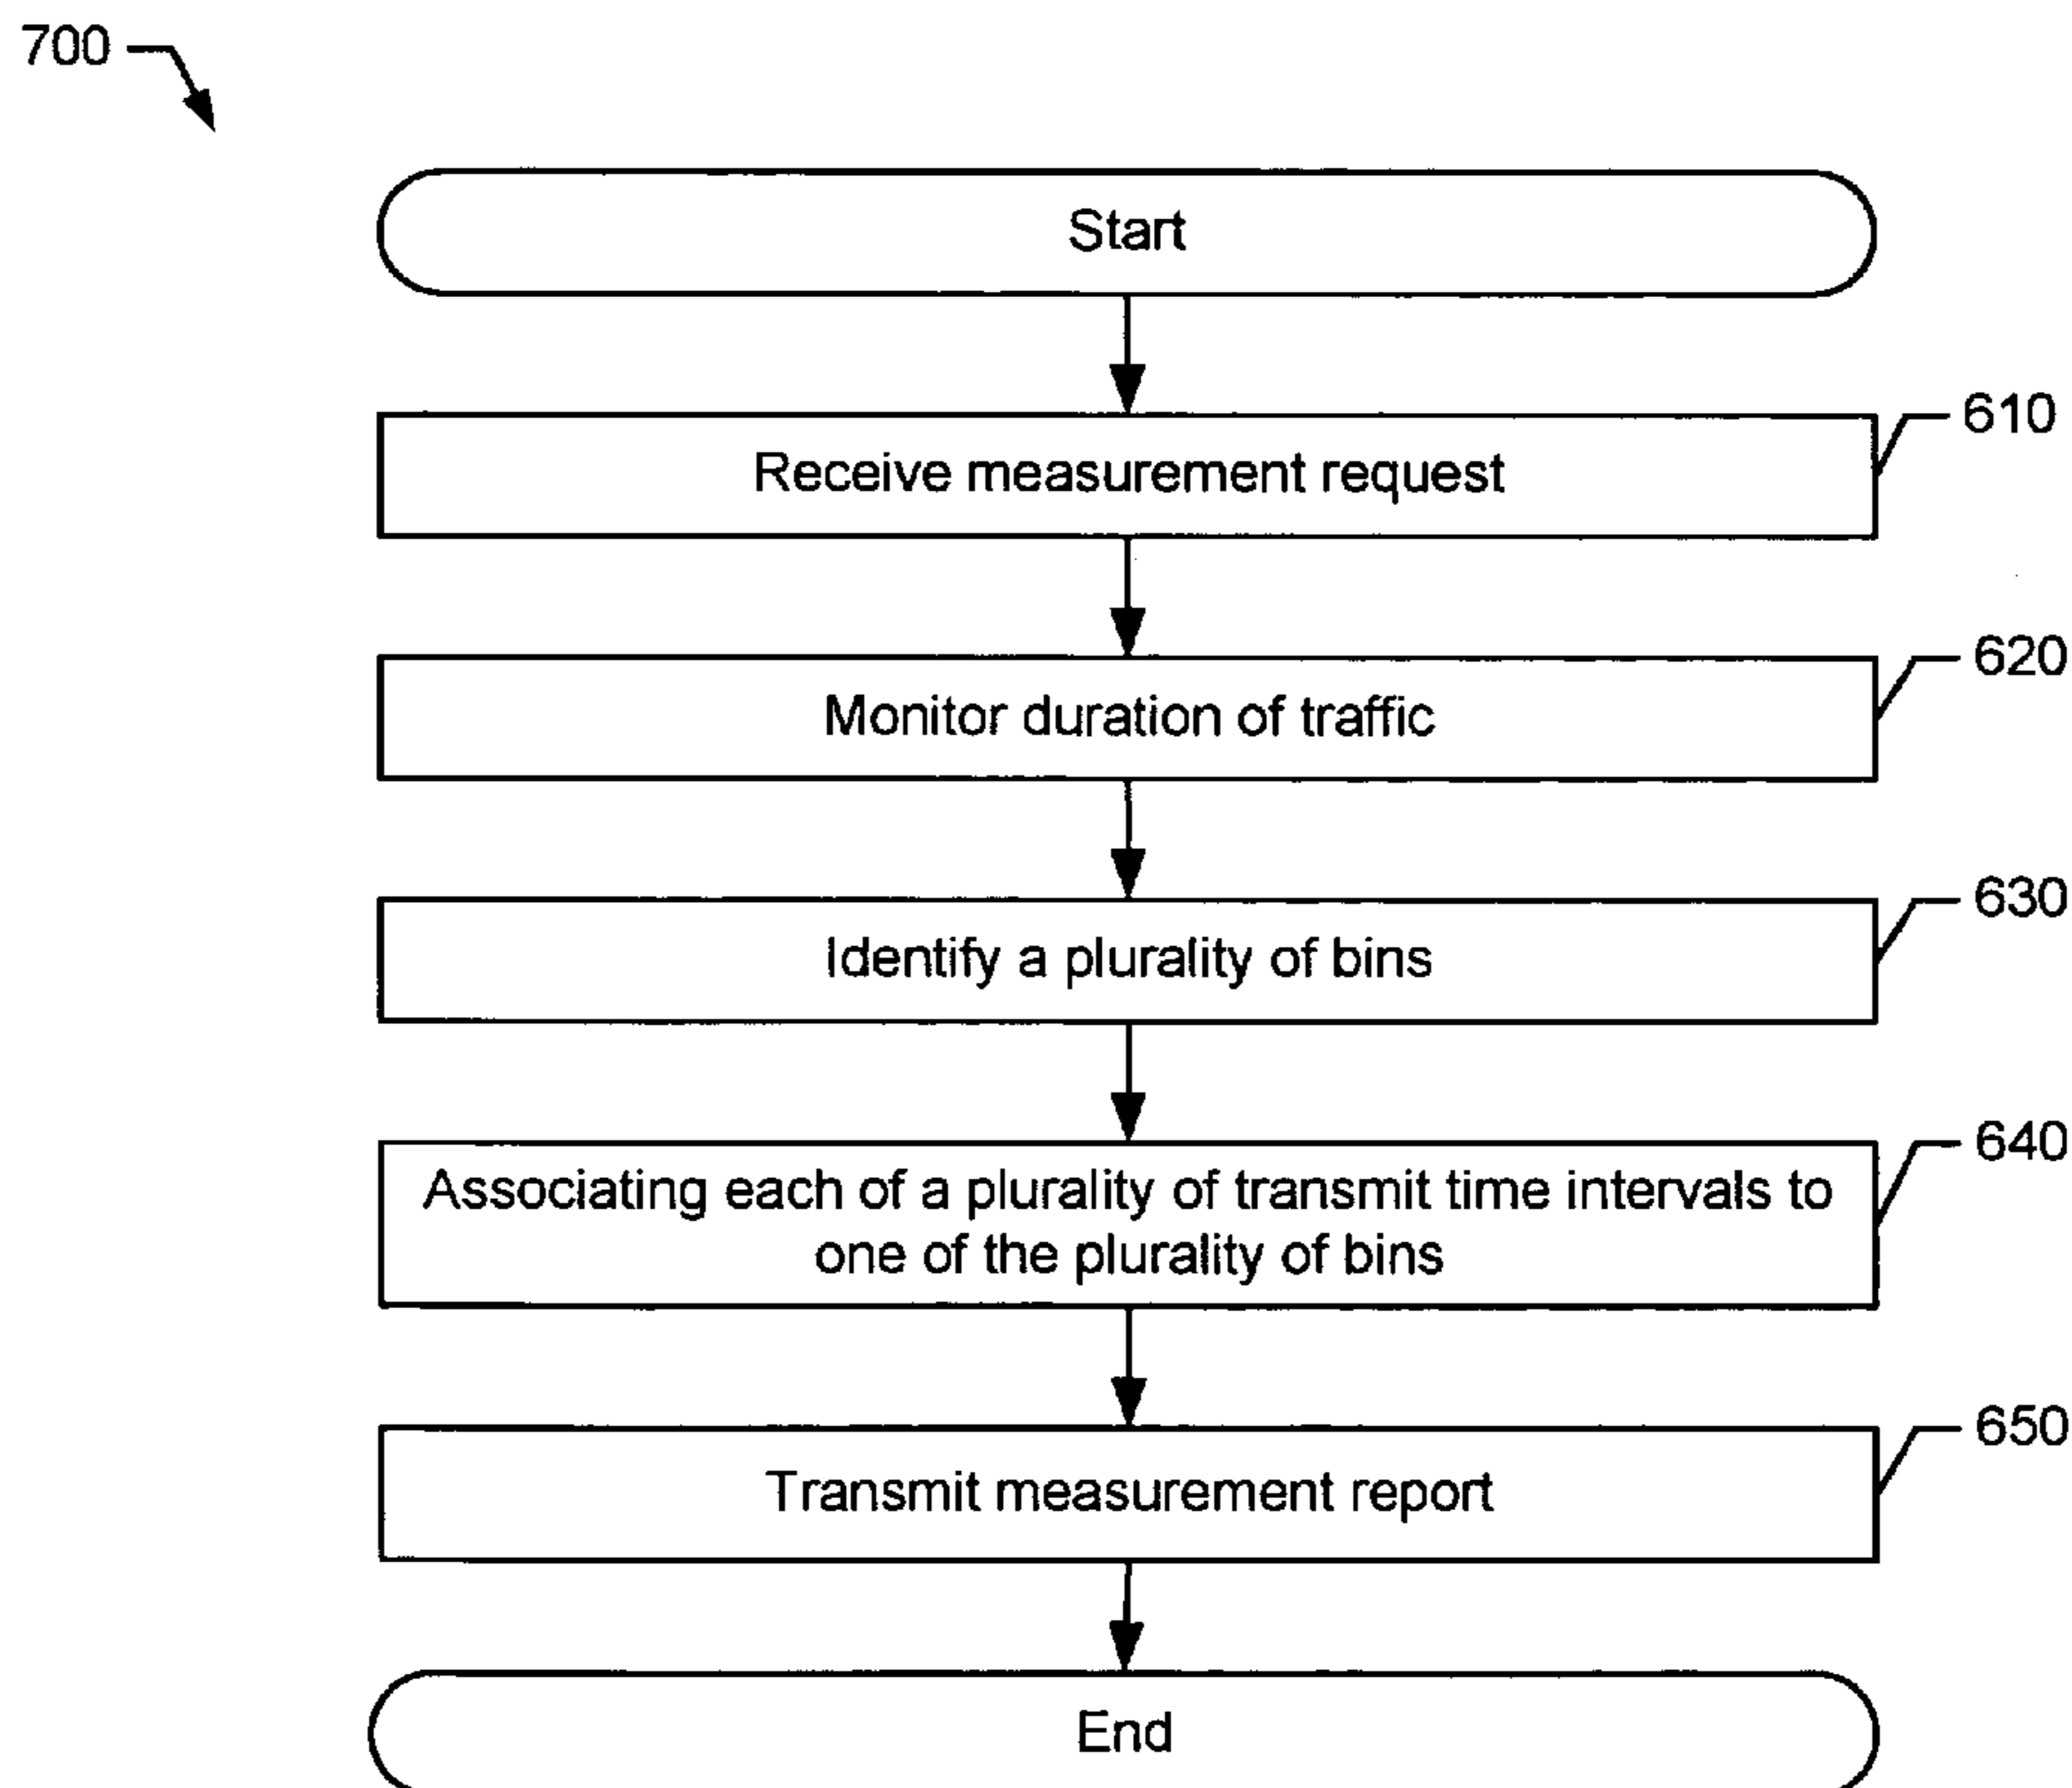 700
Start
Receive measurement request
610
Monitor duration of traffic
620
Identify a plurality of bins
630
Associating each of a plurality of transmit time intervals to
one of the plurality of bins
640
Transmit measurement report
650
End